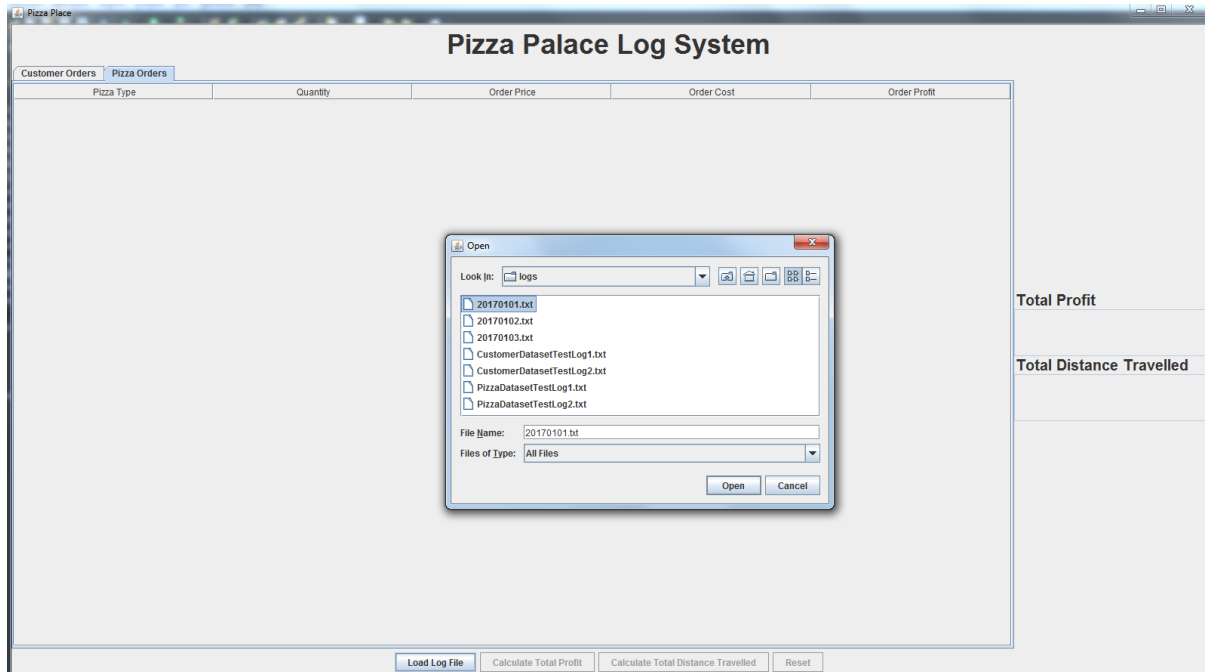 Pizza Place
Pizza Palace Log System
Customer Orders Pizza Orders
Pizza Type Quantity Order Price Order Cost Order Profit
Open
Look In: logs
20170101.txt
20170102.txt
20170103.txt
CustomerDatasetTestLog1.txt
CustomerDatasetTestLog2.txt
PizzaDatasetTestLog1.txt
PizzaDatasetTestLog2.txt
File Name: 20170101.txt
Files of Type: All Files
Open Cancel
Total Profit
Total Distance Travelled
Load Log File Calculate Total Profit Calculate Total Distance Travelled Reset